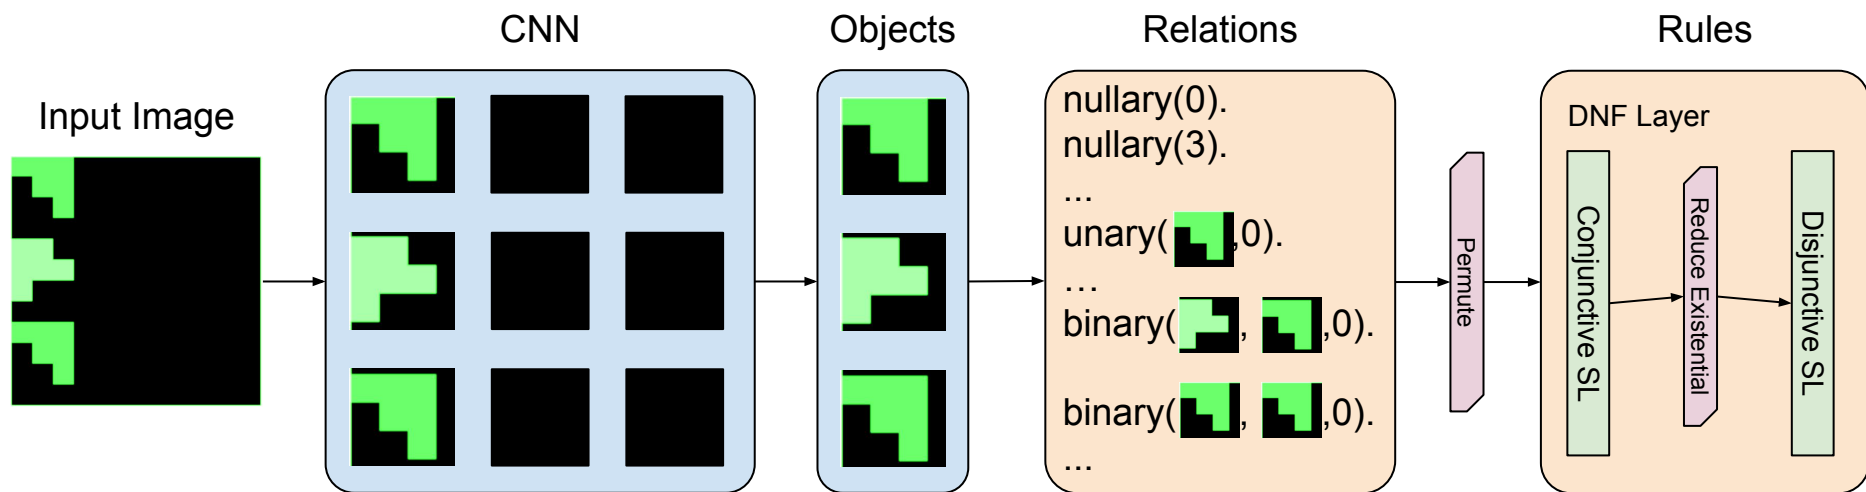 CNN
Objects
Relations
Rules
Input Image
nullary(0).
nullary(3).
...
unary( ,0).
...
binary( , ,0).
binary( , ,0).
...
Permute
DNF Layer
Conjunctive SL
Reduce Existential
Disjunctive SL